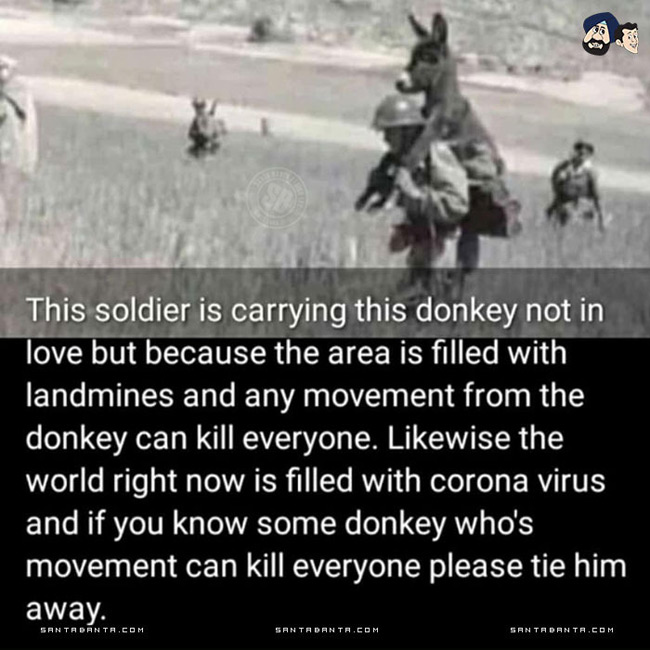 This soldier is carrying this donkey not in
love but because the area is filled with
landmines and any movement from the
donkey can kill everyone. Likewise the
world right now is filled with corona virus
and if you know some donkey who's
movement can kill everyone please tie him
away.
SANTABANTA.COM SANTABANTA.COM SANTABANTA.COM